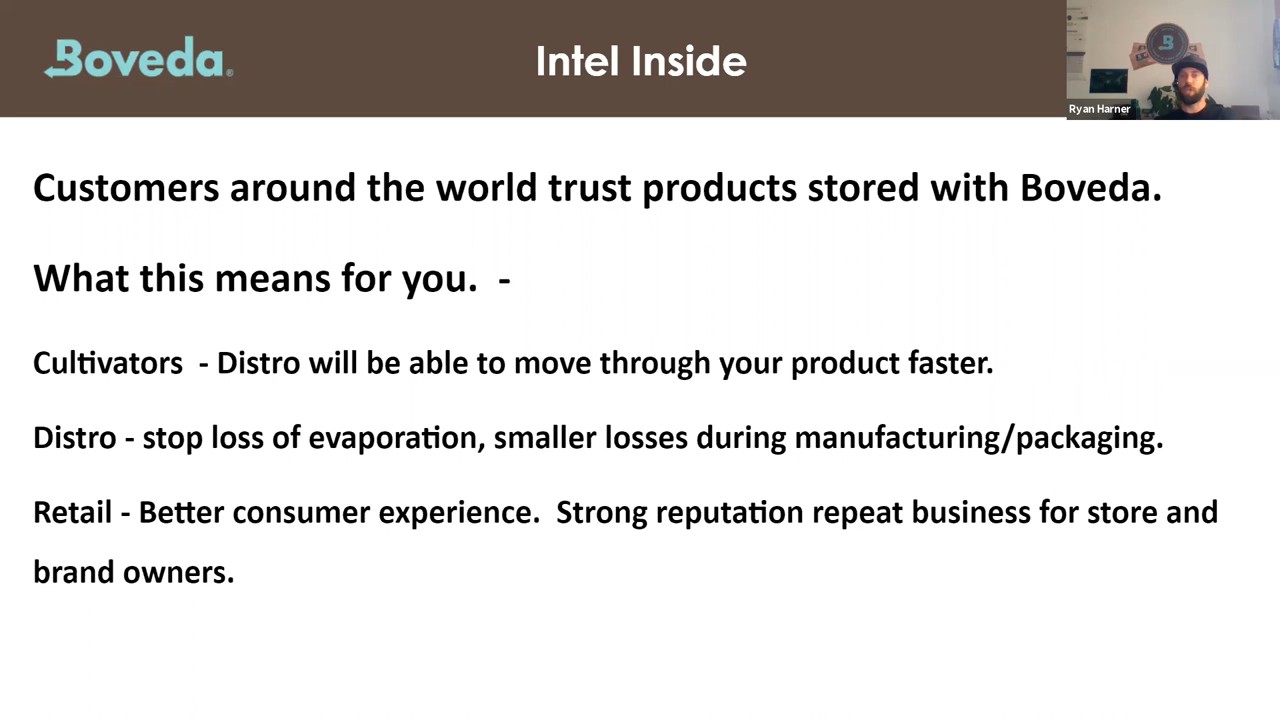 Boveda®
Intel Inside
Ryan Harner
Customers around the world trust products stored with Boveda.
What this means for you.  -
Cultivators  - Distro will be able to move through your product faster.
Distro - stop loss of evaporation, smaller losses during manufacturing/packaging.
Retail - Better consumer experience.  Strong reputation repeat business for store and
brand owners.